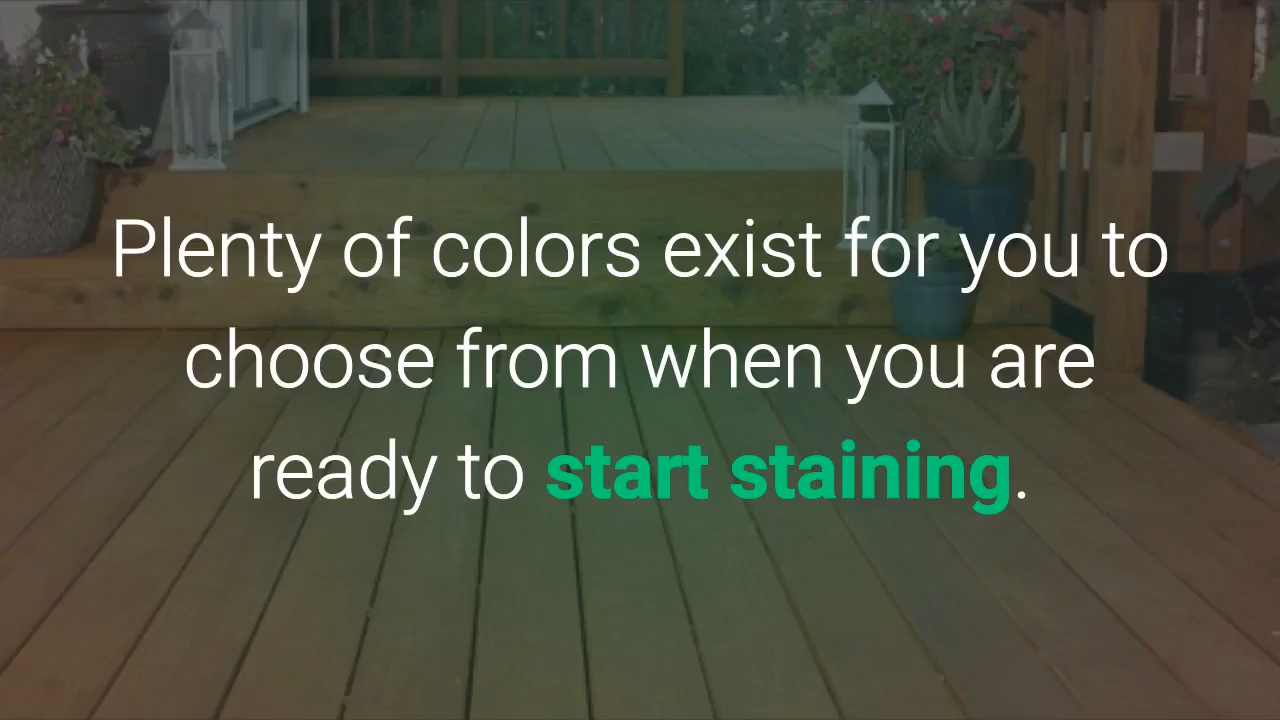 Plenty of colors exist for you to
choose from when you are
ready to start staining.